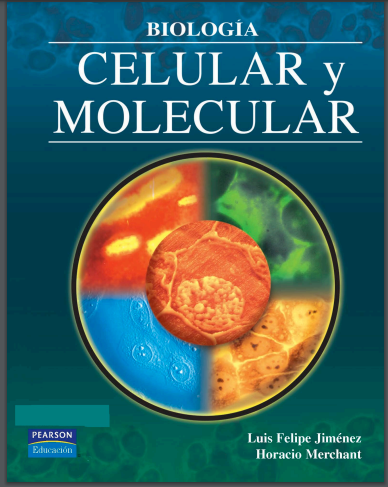 BIOLOGÍA
CELULAR y
MOLECULAR
PEARSON
Educación
Luis Felipe Jiménez
Horacio Merchant